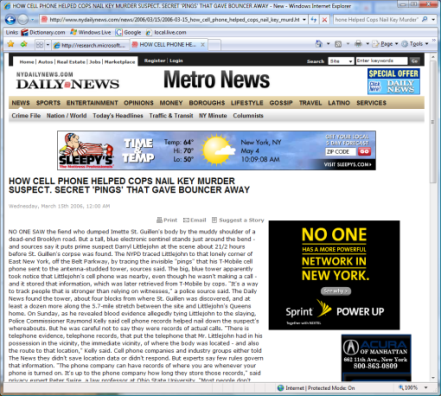 HOW CELL PHONE HELPED COPS NAIL KEY MURDER SUSPECT. SECRET 'PINGS' THAT GAVE BOUNCER AWAY - New - Windows Internet Explorer
http://www.nydailynews.com/news/2006/03/15/2006-03-15_how_cell_phone_helped_cops_nail_key_murd.html
hone Helped Cops Nail Key Murder"
Links Dictionary.com Windows Live Google local.live.com
http://research.microsoft... HOW CELL PHONE HE... Page Tools
Home Autos Real Estate Jobs Marketplace Register / Login
Enter keywords
NYDAILYNEWS.COM
DAILY NEWS
Metro News
SPECIAL OFFER
DAILY NEWS
NEWS SPORTS ENTERTAINMENT OPINIONS MONEY BOROUGHS LIFESTYLE GOSSIP TRAVEL LATINO SERVICES
Crime File Nation / World Today's Headlines Traffic & Transit NY Minute Columnists
SLEEPY'S
TIME & TEMP
Temp: 64°
Hi: 70°
Lo: 50°
New York, NY
May 4
10:09:08 AM
GET YOUR LOCAL
5 DAY FORECAST
VISIT SLEEPYS.COM
HOW CELL PHONE HELPED COPS NAIL KEY MURDER
SUSPECT. SECRET 'PINGS' THAT GAVE BOUNCER AWAY
Wednesday, March 15th 2006, 12:00 AM
Print Email Suggest a Story
NO ONE SAW the fiend who dumped Imette St. Guillen's body by the muddy shoulder of a
dead-end Brooklyn road. But a tall, blue electronic sentinel stands just around the bend -
and sources say it puts prime suspect Darryl Littlejohn at the scene about 21/2 hours
before St. Guillen's corpse was found. The NYPD traced Littlejohn to that lonely corner of
East New York, off the Belt Parkway, by tracing the invisible "pings" that his T-Mobile cell
phone sent to the antenna-studded tower, sources said. The big, blue tower apparently
took notice that Littlejohn's cell phone was nearby, even though he wasn't making a call -
and it stored that information, which was later retrieved from T-Mobile by cops. "It's a way
to track people that is stronger than relying on witnesses," a police source said. The Daily
News found the tower, about four blocks from where St. Guillen was discovered, and at
least a dozen more along the 5.7-mile stretch between the site and Littlejohn's Queens
home. On Sunday, as he revealed blood evidence allegedly tying Littlejohn to the slaying,
Police Commissioner Raymond Kelly said cell phone records helped nail down the suspect's
whereabouts. But he was careful not to say they were records of actual calls. "There is
telephone evidence, telephone records, that put the telephone that Mr. Littlejohn had in his
possession in the vicinity, the immediate vicinity, of where the body was located - and also
the route to that location," Kelly said. Cell phone companies and industry groups either told
The News they didn't save location data or didn't respond. But experts say few rules govern
that information. "The phone company can have records of where you are whenever your
phone is turned on. It's up to the phone company how long they store those records," said
privacy expert Peter Swire, a law professor at Ohio State University. "Most people don't
NO ONE
HAS A MORE
POWERFUL
NETWORK IN
NEW YORK.
Sprint POWER UP
Together with NEXTEL
ACURA
OF MANHATTAN
662 11th Ave., New York
800-863-0809
Internet | Protected Mode: On 100%